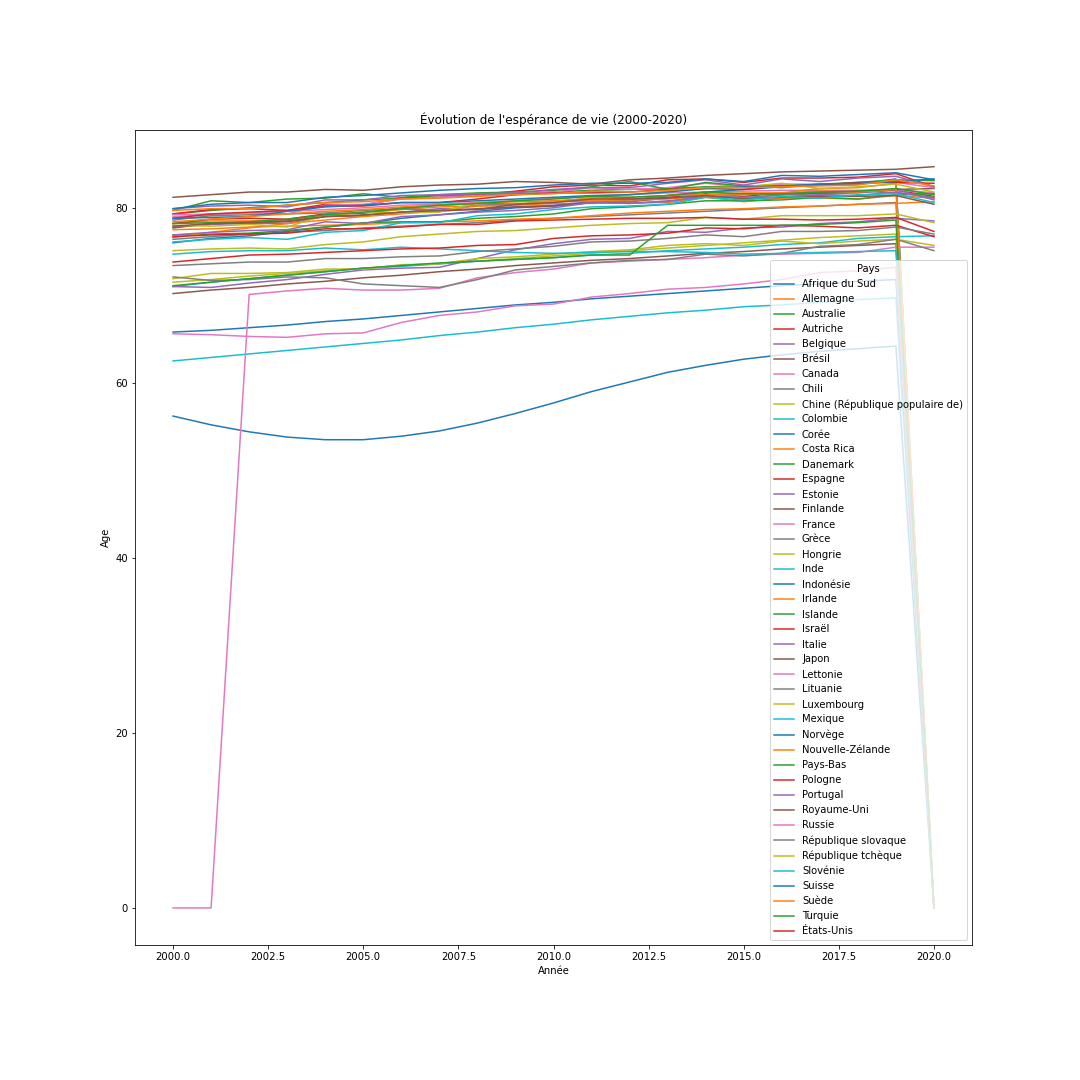 Évolution de l'espérance de vie (2000-2020)
80
60
40
20
0
Age
2000.0 2002.5 2005.0 2007.5 2010.0 2012.5 2015.0 2017.5 2020.0
Année
Pays
Afrique du Sud
Allemagne
Australie
Autriche
Belgique
Brésil
Canada
Chili
Chine (République populaire de)
Colombie
Corée
Costa Rica
Danemark
Espagne
Estonie
Finlande
France
Grèce
Hongrie
Inde
Indonésie
Irlande
Islande
Israël
Italie
Japon
Lettonie
Lituanie
Luxembourg
Mexique
Norvège
Nouvelle-Zélande
Pays-Bas
Pologne
Portugal
Royaume-Uni
Russie
République slovaque
République tchèque
Slovénie
Suisse
Suède
Turquie
États-Unis